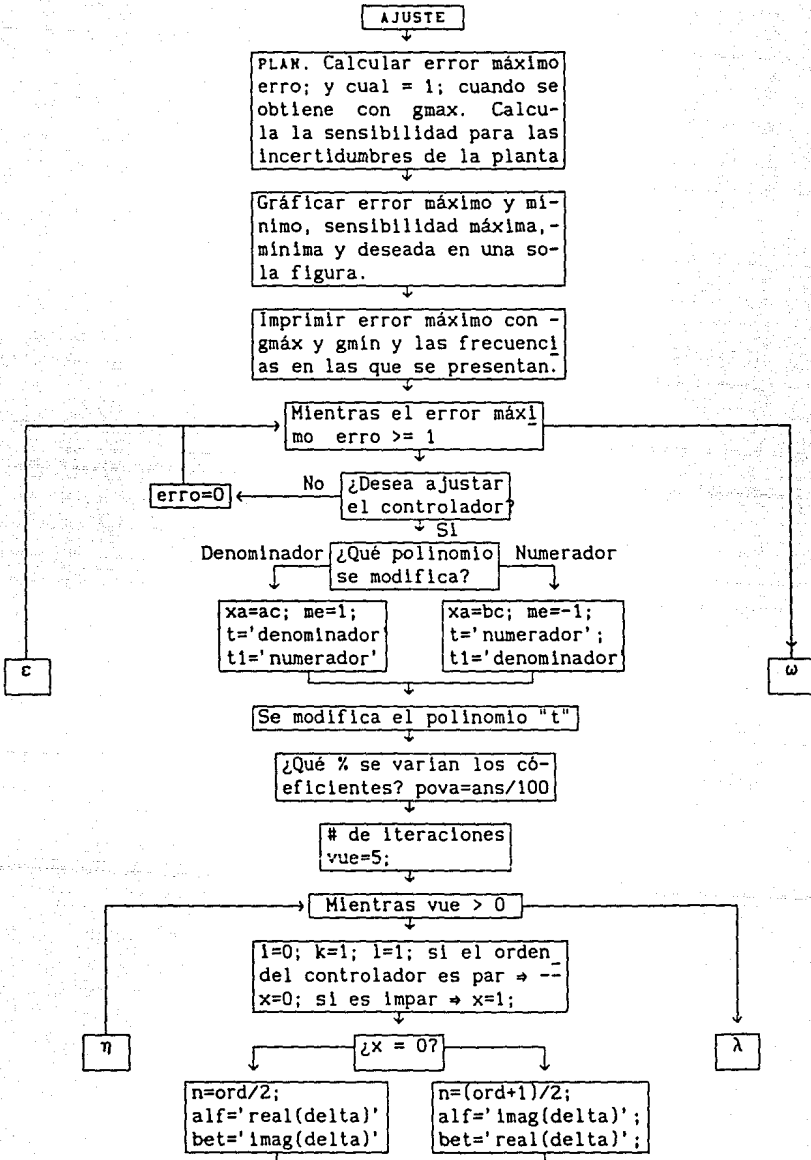 AJUSTE
PLAN. Calcular error máximo
erro; y cual = 1; cuando se
obtiene con gmax. Calcu-
la la sensibilidad para las
incertidumbres de la planta
Gráficar error máximo y mí-
nimo, sensibilidad máxima,-
mínima y deseada en una so-
la figura.
Imprimir error máximo con -
gmáx y gmín y las frecuenci
as en las que se presentan.
Mientras el error máxi
mo erro >= 1
erro=0
No
¿Desea ajustar
el controlador?
Si
Denominador
¿Qué polinomio
se modifica?
Numerador
xa=ac; me=1;
t='denominador'
t1='numerador'
xa=bc; me=-1;
t='numerador';
t1='denominador
ε
ω
Se modifica el polinomio "t"
¿Qué % se varían los có-
eficientes? pova=ans/100
# de iteraciones
vue=5;
Mientras vue > 0
i=0; k=1; l=1; si el orden
del controlador es par ⇒ --
x=0; si es impar ⇒ x=1;
η
¿x = 0?
λ
n=ord/2;
alf='real(delta)'
bet='imag(delta)'
n=(ord+1)/2;
alf='imag(delta)';
bet='real(delta)';